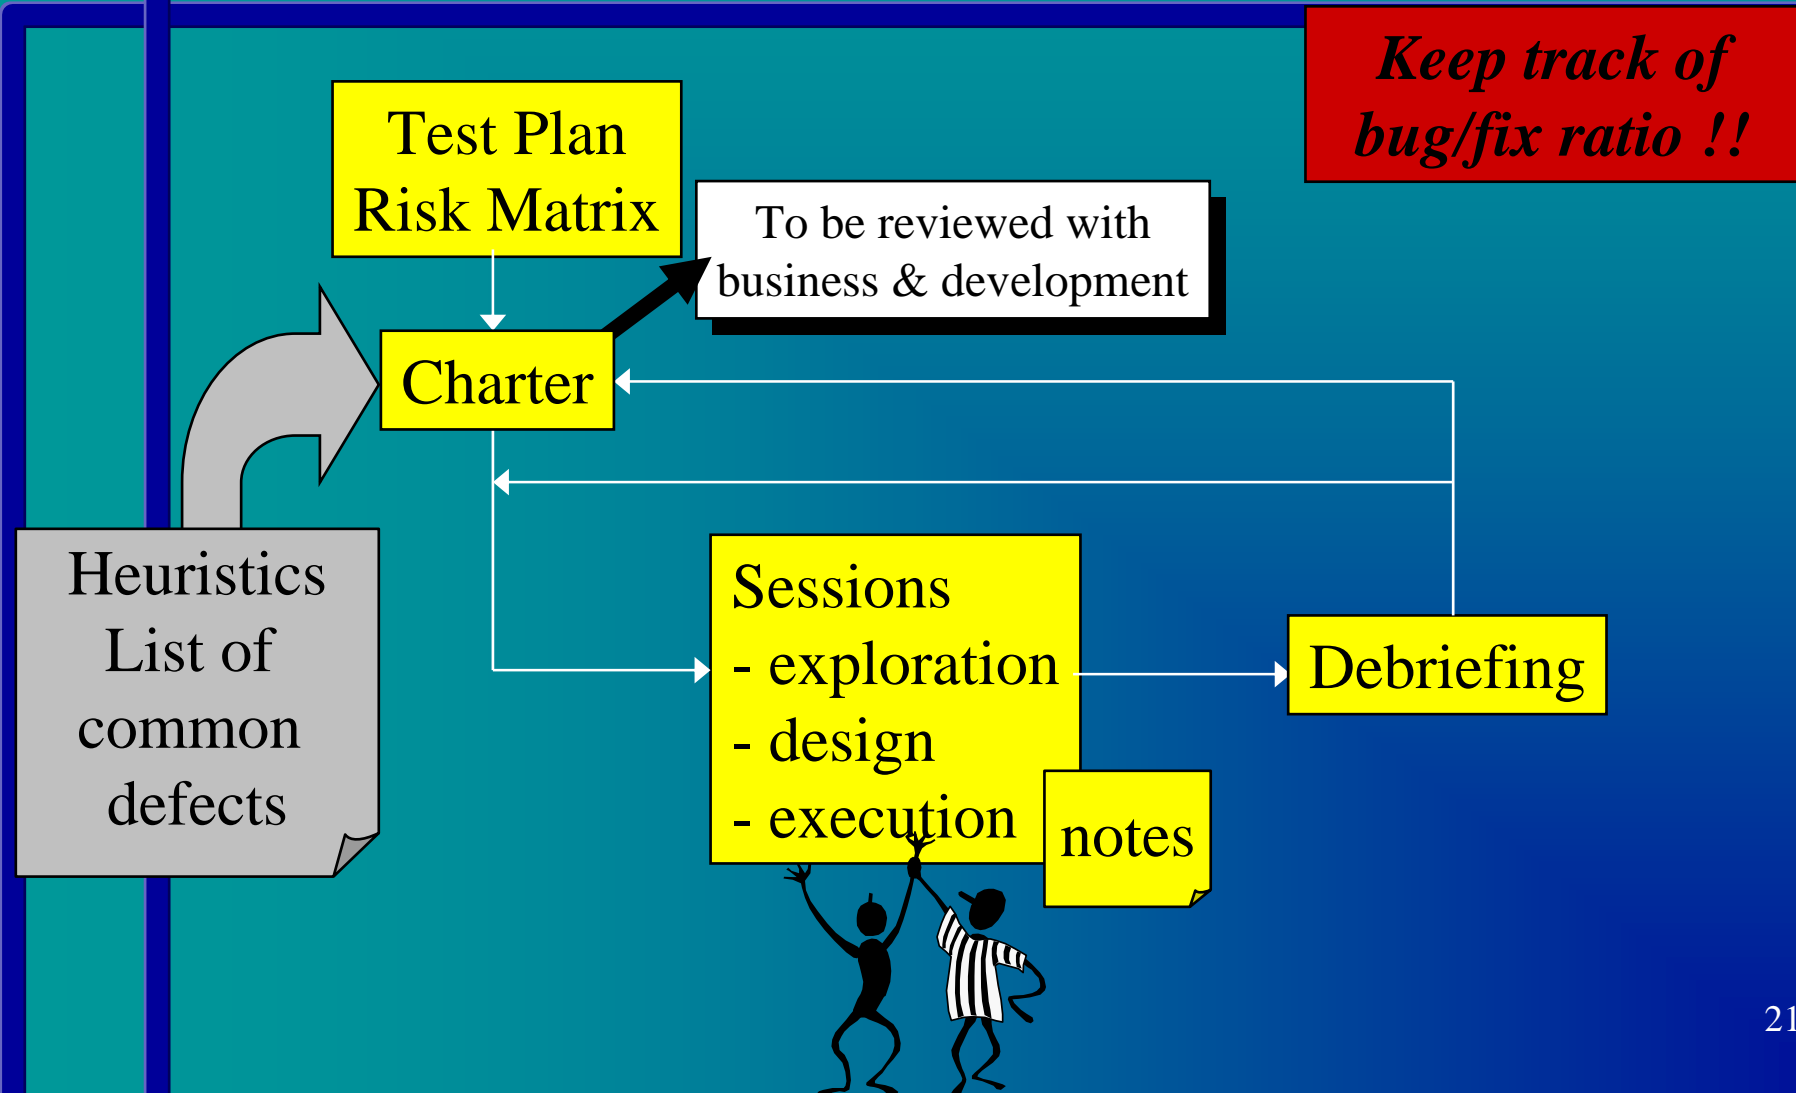 Keep track of
bug/fix ratio !!
Test Plan
Risk Matrix
To be reviewed with
business & development
Charter
Heuristics
List of
common
defects
Sessions
- exploration
- design
- execution
notes
Debriefing
21